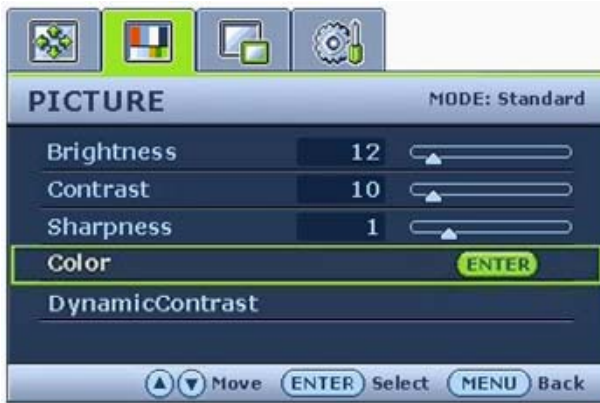 PICTURE MODE: Standard
Brightness 12
Contrast 10
Sharpness 1
Color ENTER
DynamicContrast
Move ENTER Select MENU Back